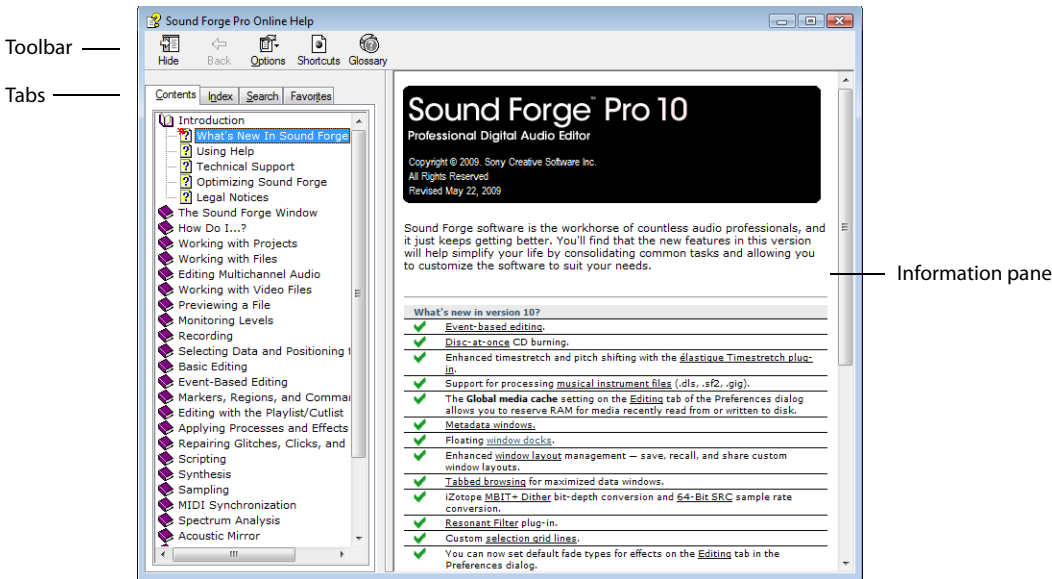 Sound Forge Pro Online Help
Toolbar
Hide
Back
Options
Shortcuts
Glossary
Tabs
Contents
Index
Search
Favorites
Introduction
What's New In Sound Forge
Using Help
Technical Support
Optimizing Sound Forge
Legal Notices
The Sound Forge Window
How Do I...?
Working with Projects
Working with Files
Editing Multichannel Audio
Working with Video Files
Previewing a File
Monitoring Levels
Recording
Selecting Data and Positioning
Basic Editing
Event-Based Editing
Markers, Regions, and Comma
Editing with the Playlist/Cutlist
Applying Processes and Effects
Repairing Glitches, Clicks, and
Scripting
Synthesis
Sampling
MIDI Synchronization
Spectrum Analysis
Acoustic Mirror
Sound Forge™ Pro 10
Professional Digital Audio Editor
Copyright © 2009. Sony Creative Software Inc.
All Rights Reserved
Revised May 22, 2009
Sound Forge software is the workhorse of countless audio professionals, and
it just keeps getting better. You'll find that the new features in this version
will help simplify your life by consolidating common tasks and allowing you
to customize the software to suit your needs.
Information pane
What's new in version 10?
Event-based editing.
Disc-at-once CD burning.
Enhanced timestretch and pitch shifting with the élastique Timestretch plug-
in.
Support for processing musical instrument files (.dls, .sf2, .gig).
The Global media cache setting on the Editing tab of the Preferences dialog
allows you to reserve RAM for media recently read from or written to disk.
Metadata windows.
Floating window docks.
Enhanced window layout management — save, recall, and share custom
window layouts.
Tabbed browsing for maximized data windows.
iZotope MBIT+ Dither bit-depth conversion and 64-Bit SRC sample rate
conversion.
Resonant Filter plug-in.
Custom selection grid lines.
You can now set default fade types for effects on the Editing tab in the
Preferences dialog.